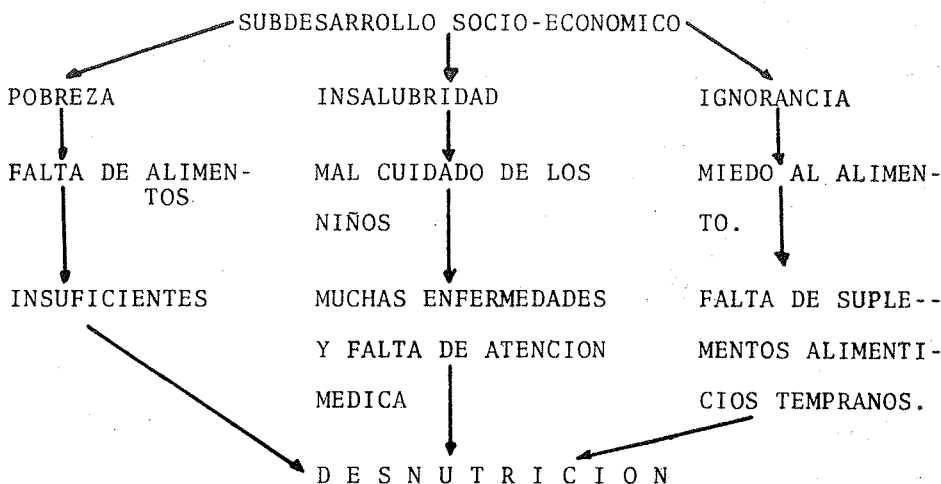 SUBDESARROLLO SOCIO-ECONOMICO
POBREZA
INSALUBRIDAD
IGNORANCIA
FALTA DE ALIMEN-
TOS
MAL CUIDADO DE LOS
NIÑOS
MIEDO AL ALIMEN-
TO.
INSUFICIENTES
MUCHAS ENFERMEDADES
Y FALTA DE ATENCION
MEDICA
FALTA DE SUPLE--
MENTOS ALIMENTI-
CIOS TEMPRANOS.
D E S N U T R I C I O N